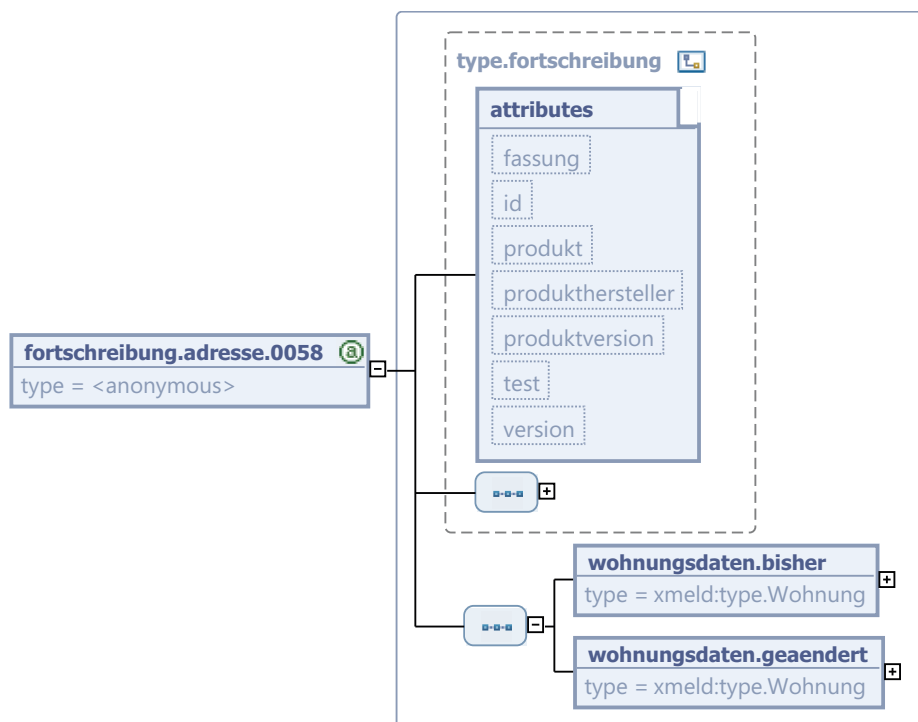 type.fortschreibung
attributes
fassung
id
produkt
produkthersteller
produktversion
test
version
fortschreibung.adresse.0058 a
type = <anonymous>
wohnungsdaten.bisher
type = xmeld:type.Wohnung
wohnungsdaten.geaendert
type = xmeld:type.Wohnung